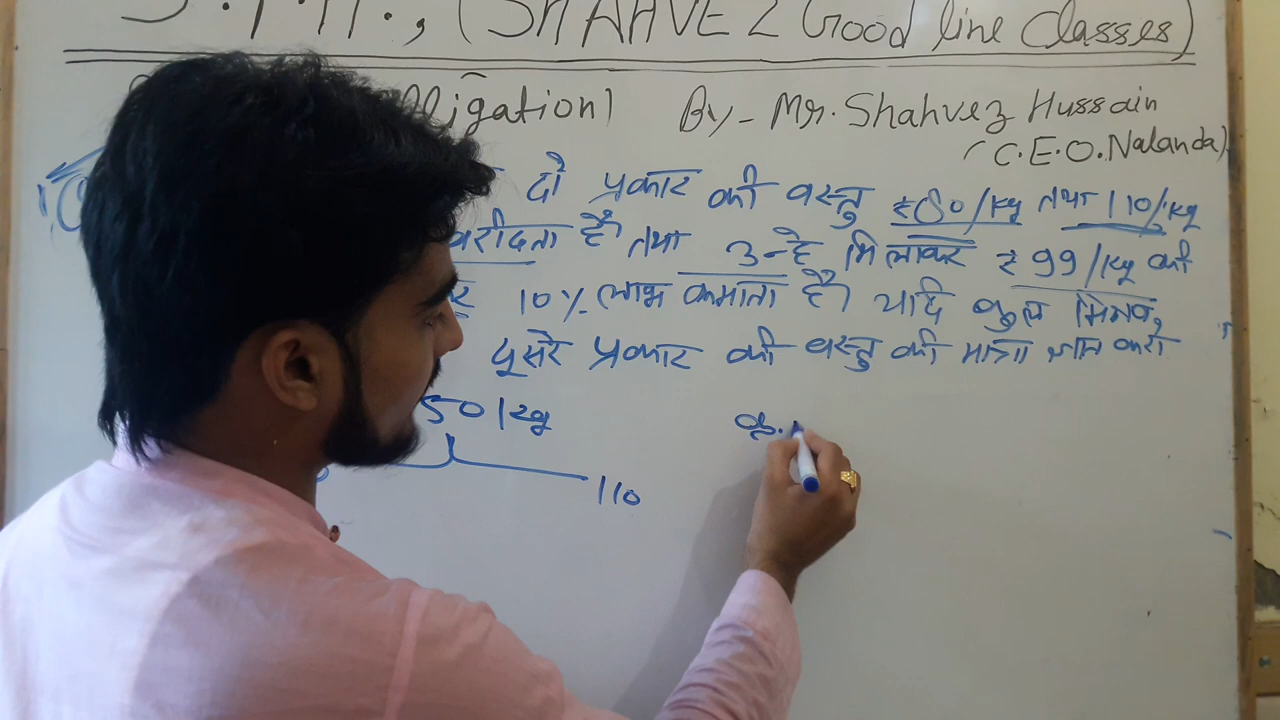 (SHAHVEZ Good line Classes)
lligation) By- Mr. Shahvez Hussain
(C.E.O. Nalanda)
दो प्रकार की वस्तु ₹80/kg तथा 110/kg
खरीदता है तथा उन्हे मिलाकर ₹99/kg की
10% लाभ कमाता है। यदि कुल मिश्रण,
दूसरे प्रकार की वस्तु की मात्रा ज्ञात करो
50/kg
110